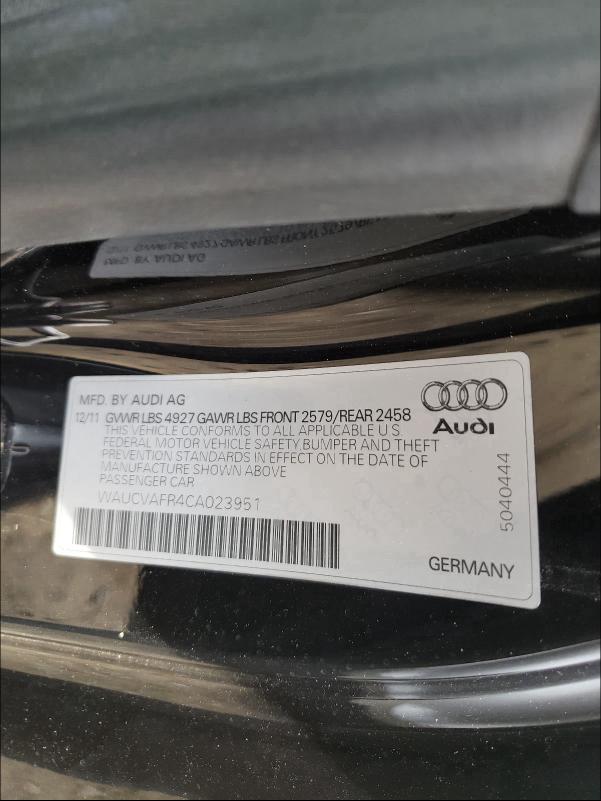 MFD. BY AUDI AG
12/11 GVWR LBS 4927 GAWR LBS FRONT 2579/REAR 2458
THIS VEHICLE CONFORMS TO ALL APPLICABLE U S
FEDERAL MOTOR VEHICLE SAFETY, BUMPER AND THEFT
PREVENTION STANDARDS IN EFFECT ON THE DATE OF
MANUFACTURE SHOWN ABOVE
PASSENGER CAR
WAUCVAFR4CA023951
Audi
5040444
GERMANY